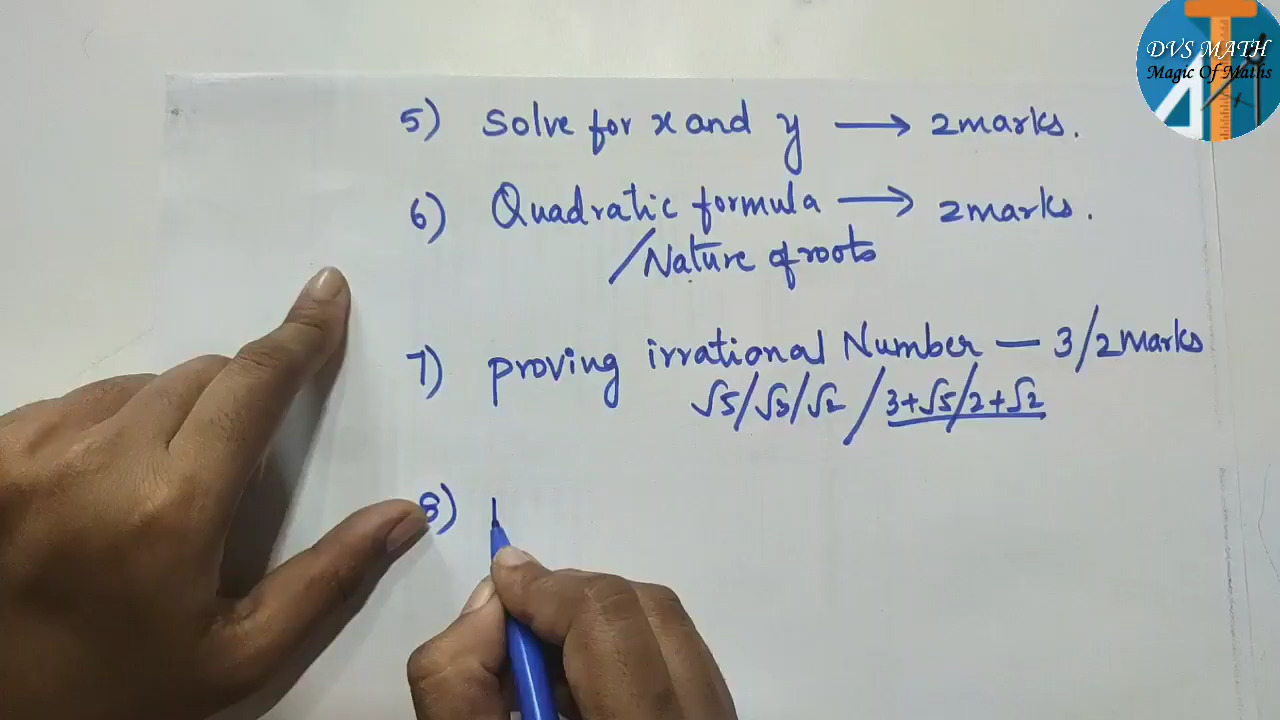 DVS MATH
Magic Of Maths
5) Solve for x and y → 2marks.
6) Quadratic formula → 2marks.
/Nature of roots
7) proving irrational Number — 3/2marks
√5/√3/√2 / 3+√5/2+√2
8)